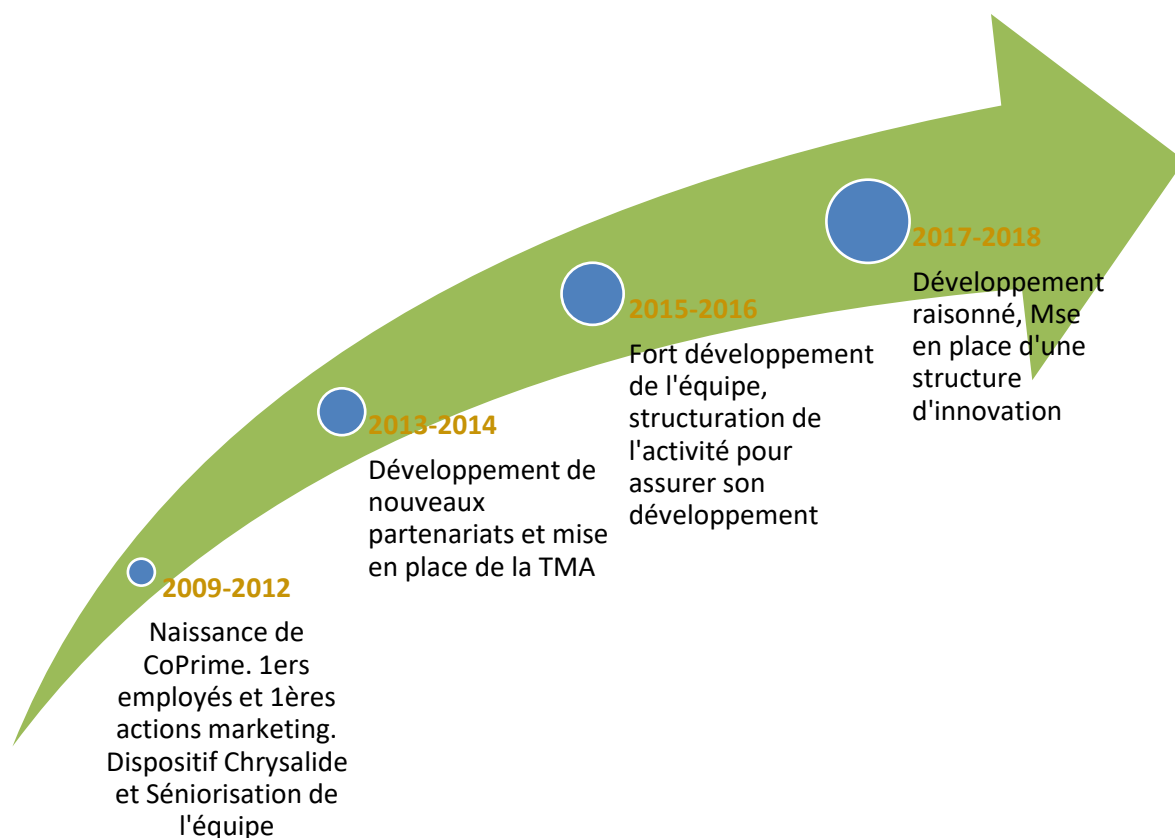 2009-2012
Naissance de
CoPrime. 1ers
employés et 1ères
actions marketing.
Dispositif Chrysalide
et Séniorisation de
l'équipe
2013-2014
Développement de
nouveaux
partenariats et mise
en place de la TMA
2015-2016
Fort développement
de l'équipe,
structuration de
l'activité pour
assurer son
développement
2017-2018
Développement
raisonné, Mse
en place d'une
structure
d'innovation